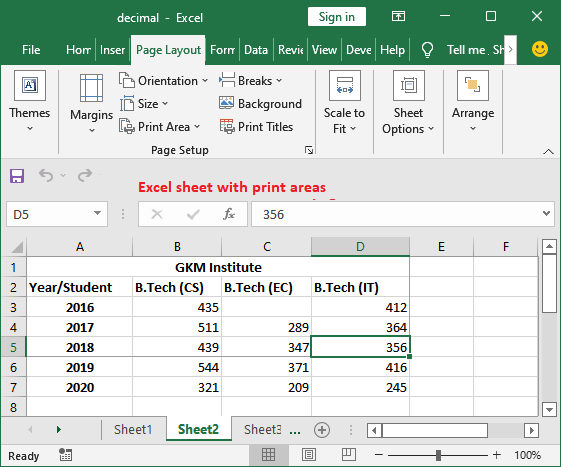 decimal - Excel
Sign in
File Hom Inser Page Layout Form Data Revie View Deve Help Tell me Sh
Themes
Margins
Orientation
Size
Print Area
Breaks
Background
Print Titles
Scale to Fit
Sheet Options
Arrange
Page Setup
Excel sheet with print areas
D5 fx 356
A B C D E F
1 GKM Institute
2 Year/Student B.Tech (CS) B.Tech (EC) B.Tech (IT)
3 2016 435 412
4 2017 511 289 364
5 2018 439 347 356
6 2019 544 371 416
7 2020 321 209 245
8
Sheet1 Sheet2 Sheet3 ...
Ready 100%